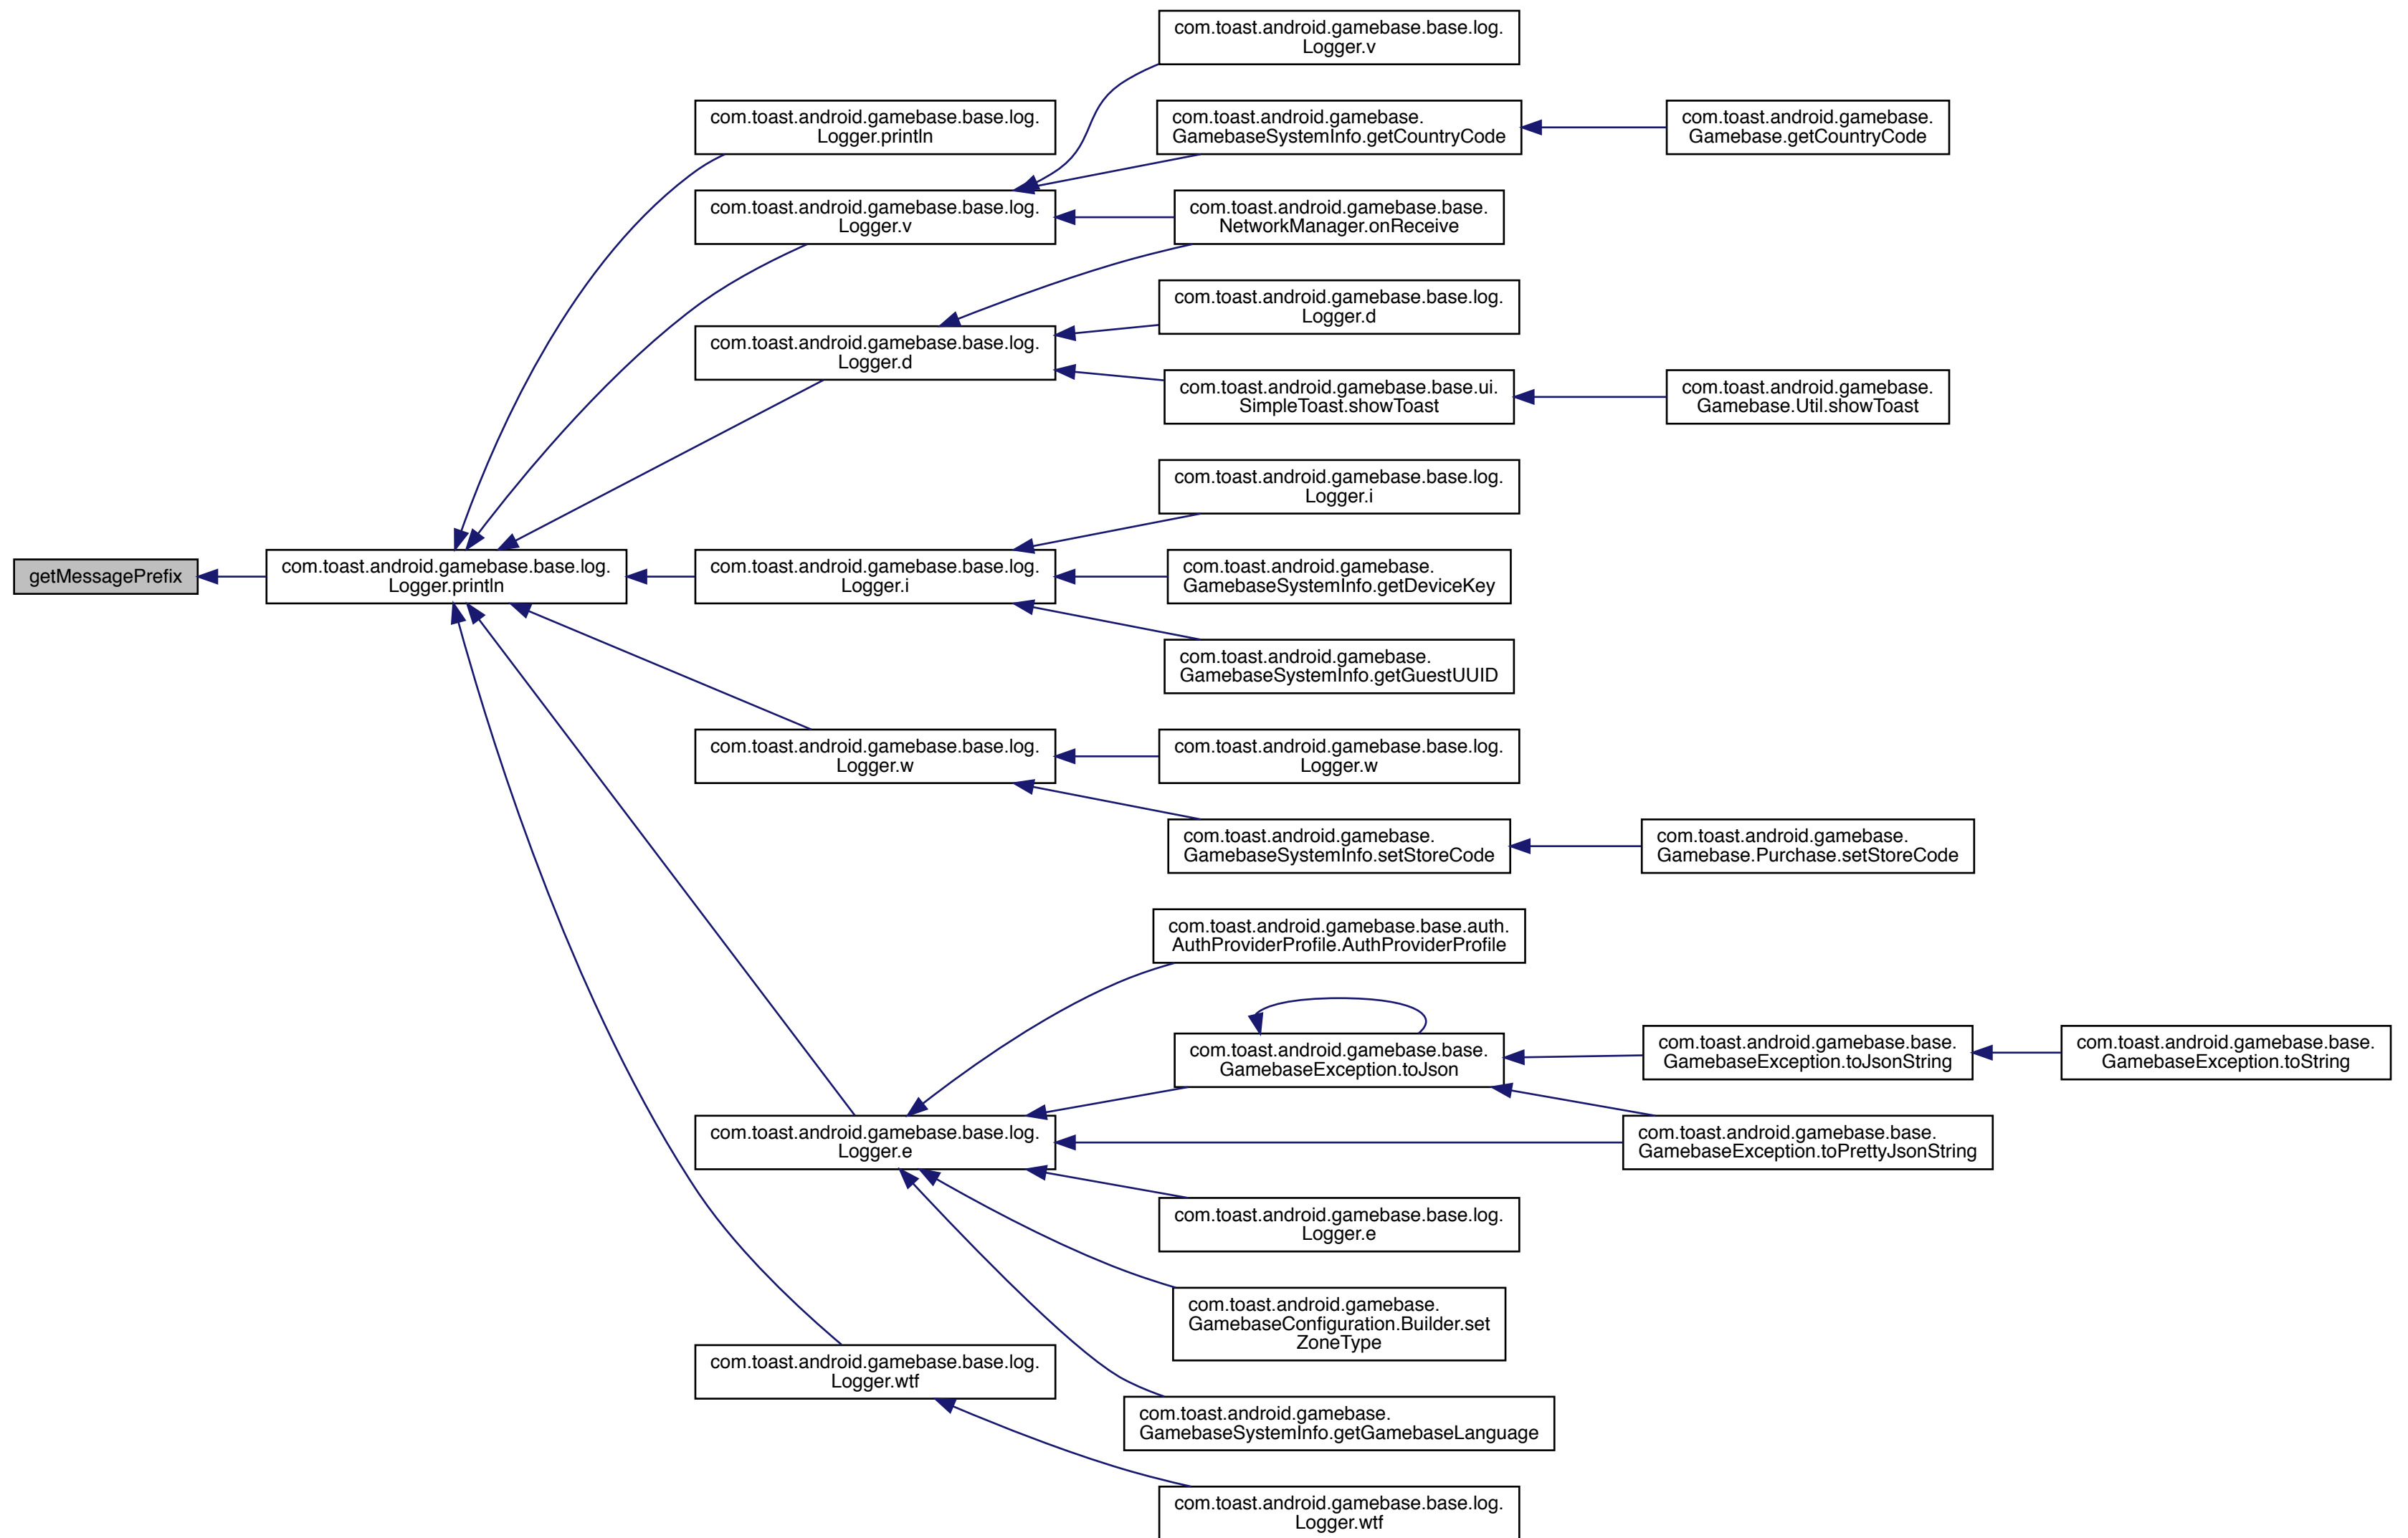 getMessagePrefix
com.toast.android.gamebase.base.log.
Logger.println
com.toast.android.gamebase.base.log.
Logger.println
com.toast.android.gamebase.base.log.
Logger.v
com.toast.android.gamebase.base.log.
Logger.d
com.toast.android.gamebase.base.log.
Logger.i
com.toast.android.gamebase.base.log.
Logger.w
com.toast.android.gamebase.base.log.
Logger.e
com.toast.android.gamebase.base.log.
Logger.wtf
com.toast.android.gamebase.base.log.
Logger.v
com.toast.android.gamebase.
GamebaseSystemInfo.getCountryCode
com.toast.android.gamebase.base.
NetworkManager.onReceive
com.toast.android.gamebase.base.log.
Logger.d
com.toast.android.gamebase.base.ui.
SimpleToast.showToast
com.toast.android.gamebase.base.log.
Logger.i
com.toast.android.gamebase.
GamebaseSystemInfo.getDeviceKey
com.toast.android.gamebase.
GamebaseSystemInfo.getGuestUUID
com.toast.android.gamebase.base.log.
Logger.w
com.toast.android.gamebase.
GamebaseSystemInfo.setStoreCode
com.toast.android.gamebase.base.auth.
AuthProviderProfile.AuthProviderProfile
com.toast.android.gamebase.base.
GamebaseException.toJson
com.toast.android.gamebase.base.log.
Logger.e
com.toast.android.gamebase.
GamebaseConfiguration.Builder.set
ZoneType
com.toast.android.gamebase.
GamebaseSystemInfo.getGamebaseLanguage
com.toast.android.gamebase.base.log.
Logger.wtf
com.toast.android.gamebase.
Gamebase.getCountryCode
com.toast.android.gamebase.
Gamebase.Util.showToast
com.toast.android.gamebase.
Gamebase.Purchase.setStoreCode
com.toast.android.gamebase.base.
GamebaseException.toJsonString
com.toast.android.gamebase.base.
GamebaseException.toPrettyJsonString
com.toast.android.gamebase.base.
GamebaseException.toString